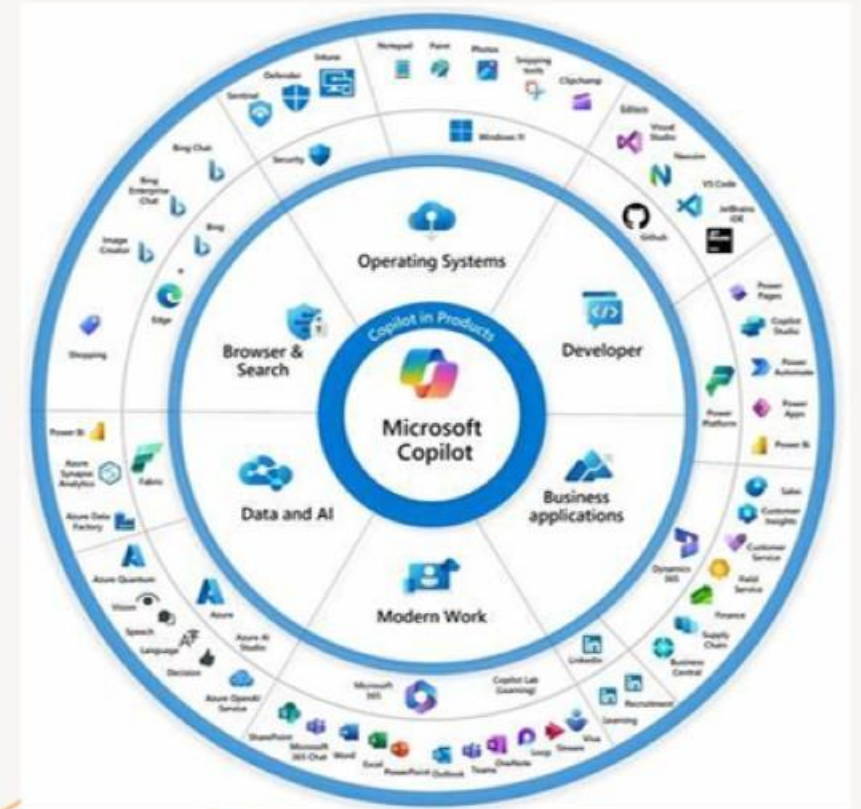 Copilot in Products
Microsoft
Copilot
Operating Systems
Developer
Business
applications
Modern Work
Data and AI
Browser &
Search
Windows 11
Notepad
Paint
Photos
Snipping
tools
Clipchamp
Github
Editors
Visual
Studio
Neovim
VS Code
JetBrains
IDE
Power
Platform
Power
Pages
Copilot
Studio
Power
Automate
Power
Apps
Power BI
Dynamics
365
Sales
Customer
Insights
Customer
Service
Field
Service
Finance
Supply
Chain
Business
Central
LinkedIn
Recruitment
Learning
Microsoft
365
Copilot Lab
(Learning)
SharePoint
Microsoft
365 Chat
Word
Excel
PowerPoint
Outlook
Teams
OneNote
Loop
Stream
Viva
Azure
Azure AI
Studio
Azure Quantum
Vision
Speech
Language
Decision
Azure OpenAI
Service
Fabric
Power BI
Azure
Synapse
Analytics
Azure Data
Factory
Edge
Bing
Shopping
Image
Creator
Bing
Enterprise
Chat
Bing Chat
Security
Sentinel
Defender
Intune